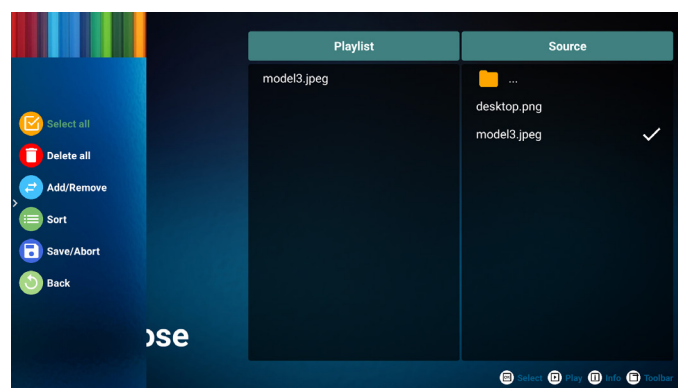 Playlist
Source
model3.jpeg
...
desktop.png
model3.jpeg
Select all
Delete all
Add/Remove
Sort
Save/Abort
Back
ose
Select Play Info Toolbar